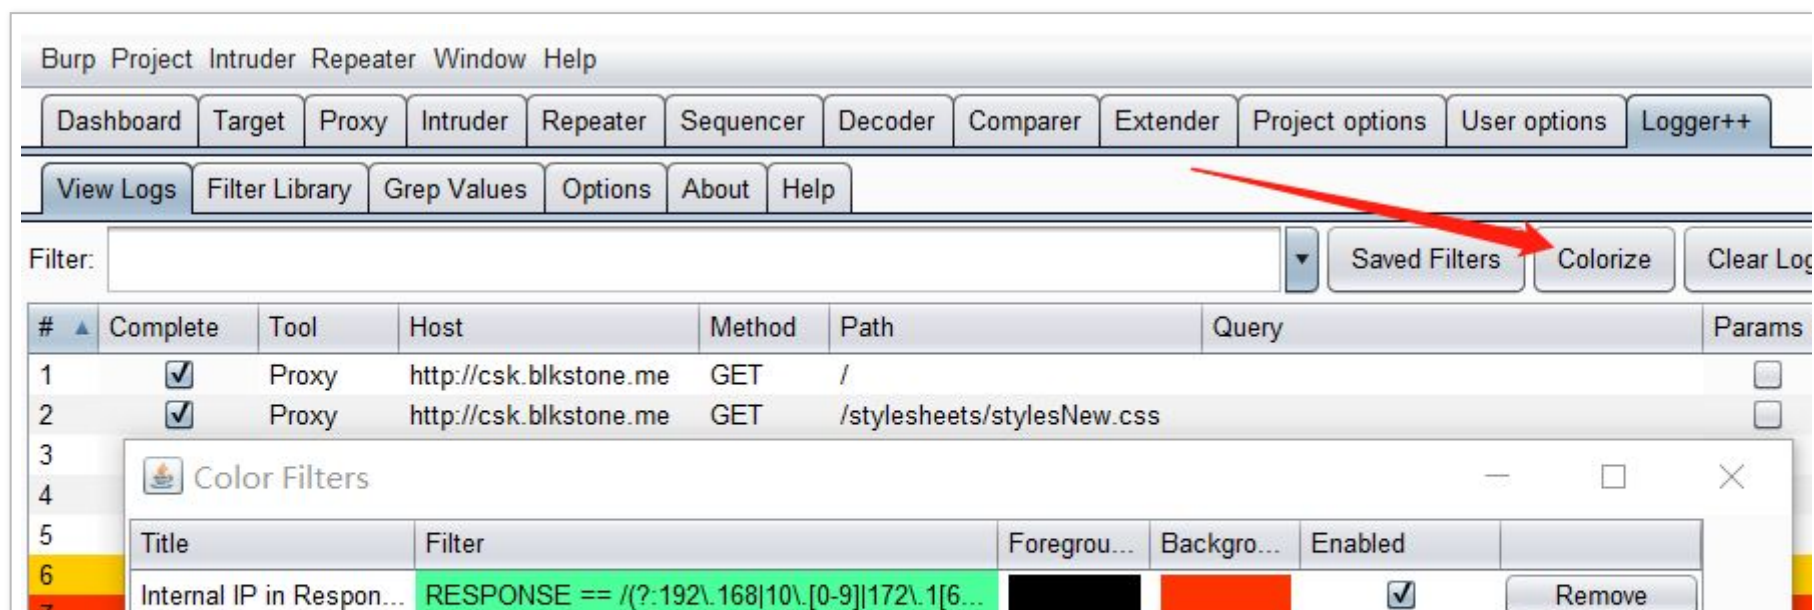 Burp Project Intruder Repeater Window Help
Dashboard Target Proxy Intruder Repeater Sequencer Decoder Comparer Extender Project options User options Logger++
View Logs Filter Library Grep Values Options About Help
Filter: Saved Filters Colorize Clear Log
# Complete Tool Host Method Path Query Params
1 Proxy http://csk.blkstone.me GET /
2 Proxy http://csk.blkstone.me GET /stylesheets/stylesNew.css
3
Color Filters
4
5
Title Filter Foregrou... Backgro... Enabled
6
Internal IP in Respon... RESPONSE == /(?:192\.168|10\.[0-9]|172\.1[6... Remove